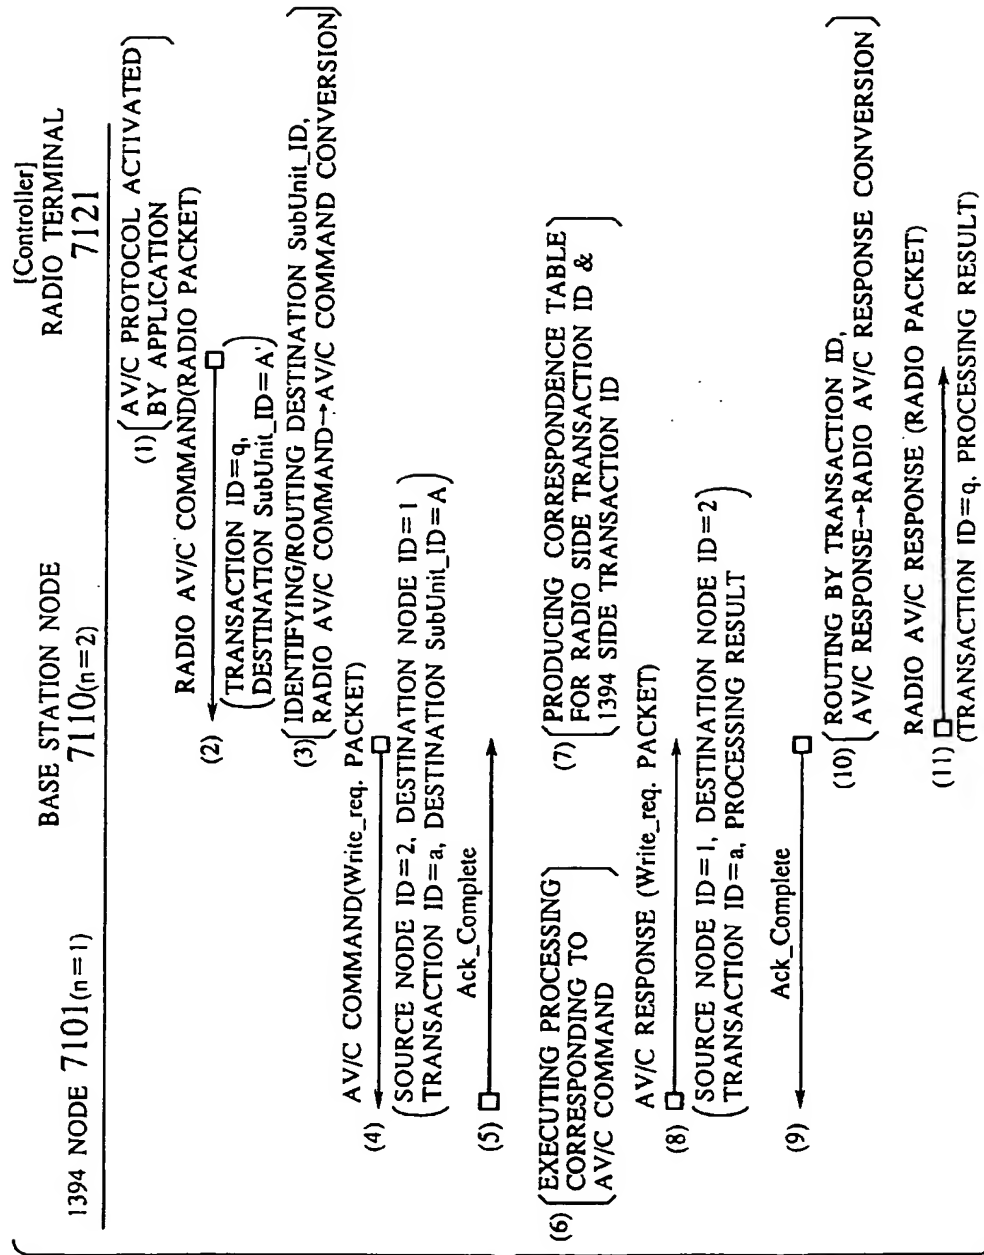 1394 NODE 7101(n=1)
BASE STATION NODE
7110(n=2)
[Controller]
RADIO TERMINAL
7121
(1) AV/C PROTOCOL ACTIVATED
BY APPLICATION
RADIO AV/C COMMAND(RADIO PACKET)
(2)
(TRANSACTION ID=q,
DESTINATION SubUnit_ID=A')
(3) IDENTIFYING/ROUTING DESTINATION SubUnit_ID,
RADIO AV/C COMMAND→AV/C COMMAND CONVERSION
AV/C COMMAND(Write_req. PACKET)
(4)
(SOURCE NODE ID=2, DESTINATION NODE ID=1
TRANSACTION ID=a, DESTINATION SubUnit_ID=A)
Ack_Complete
(5)
(6) EXECUTING PROCESSING
CORRESPONDING TO
AV/C COMMAND
(7) PRODUCING CORRESPONDENCE TABLE
FOR RADIO SIDE TRANSACTION ID &
1394 SIDE TRANSACTION ID
AV/C RESPONSE (Write_req. PACKET)
(8)
(SOURCE NODE ID=1, DESTINATION NODE ID=2
TRANSACTION ID=a, PROCESSING RESULT)
Ack_Complete
(9)
(10) ROUTING BY TRANSACTION ID,
AV/C RESPONSE→RADIO AV/C RESPONSE CONVERSION
RADIO AV/C RESPONSE (RADIO PACKET)
(11)
(TRANSACTION ID=q, PROCESSING RESULT)